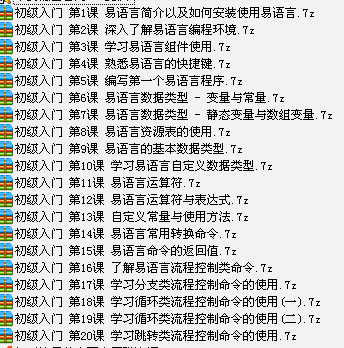 初级入门 第1课 易语言简介以及如何安装使用易语言.7z
初级入门 第2课 深入了解易语言编程环境.7z
初级入门 第3课 学习易语言组件使用.7z
初级入门 第4课 熟悉易语言的快捷键.7z
初级入门 第5课 编写第一个易语言程序.7z
初级入门 第6课 易语言数据类型 - 变量与常量.7z
初级入门 第7课 易语言数据类型 - 静态变量与数组变量.7z
初级入门 第8课 易语言资源表的使用.7z
初级入门 第9课 易语言的基本数据类型.7z
初级入门 第10课 学习易语言自定义数据类型.7z
初级入门 第11课 易语言运算符.7z
初级入门 第12课 易语言运算符与表达式.7z
初级入门 第13课 自定义常量与使用方法.7z
初级入门 第14课 易语言常用转换命令.7z
初级入门 第15课 易语言命令的返回值.7z
初级入门 第16课 了解易语言流程控制类命令.7z
初级入门 第17课 学习分支类流程控制命令的使用.7z
初级入门 第18课 学习循环类流程控制命令的使用(一).7z
初级入门 第19课 学习循环类流程控制命令的使用(二).7z
初级入门 第20课 学习跳转类流程控制命令的使用.7z